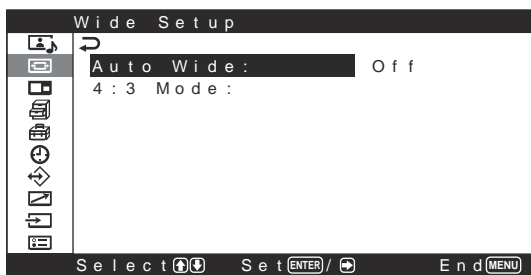 Wide Setup
Auto Wide: Off
4:3 Mode:
Select Set ENTER / End MENU